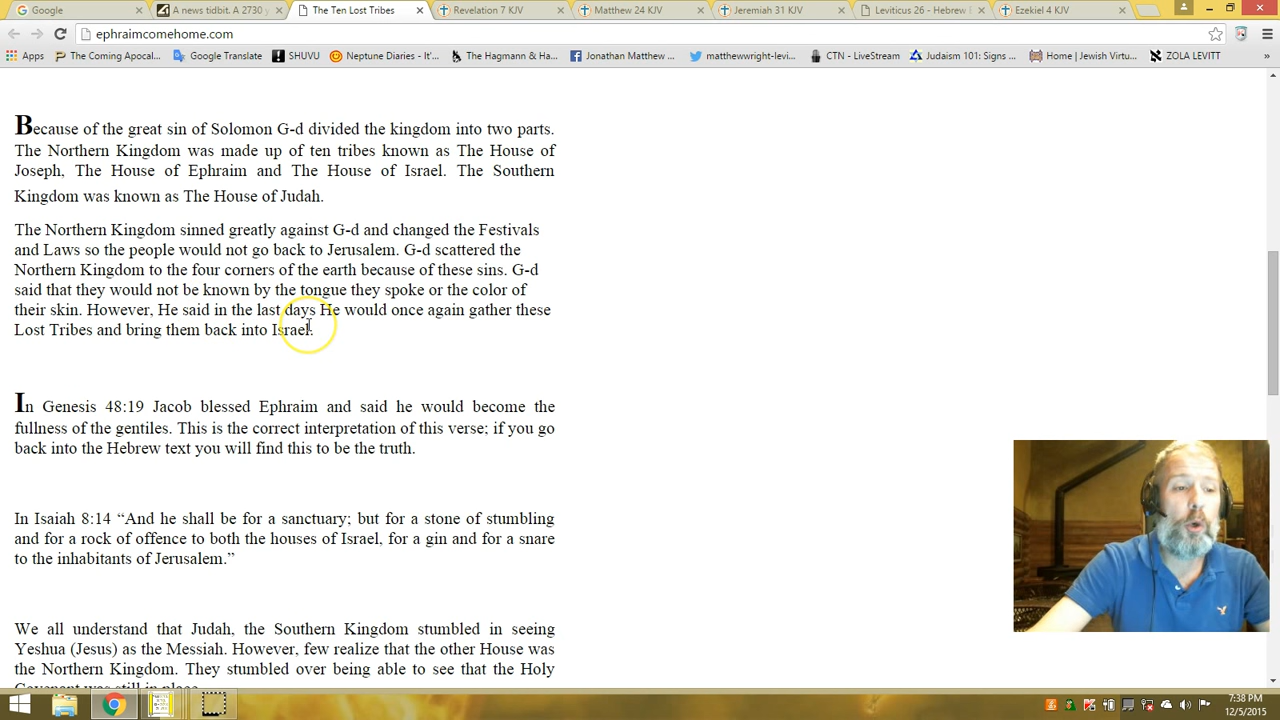 Google
A news tidbit. A 2730 y
The Ten Lost Tribes
Revelation 7 KJV
Matthew 24 KJV
Jeremiah 31 KJV
Leviticus 26 - Hebrew
Ezekiel 4 KJV
ephraimcomehome.com
Apps
The Coming Apocal...
Google Translate
SHUVU
Neptune Diaries - It'...
The Hagmann & Ha...
Jonathan Matthew ...
matthewwright-levi...
CTN - LiveStream
Judaism 101: Signs ...
Home | Jewish Virtu...
ZOLA LEVITT
»
Because of the great sin of Solomon G-d divided the kingdom into two parts.
The Northern Kingdom was made up of ten tribes known as The House of
Joseph, The House of Ephraim and The House of Israel. The Southern
Kingdom was known as The House of Judah.
The Northern Kingdom sinned greatly against G-d and changed the Festivals
and Laws so the people would not go back to Jerusalem. G-d scattered the
Northern Kingdom to the four corners of the earth because of these sins. G-d
said that they would not be known by the tongue they spoke or the color of
their skin. However, He said in the last days He would once again gather these
Lost Tribes and bring them back into Israel.
In Genesis 48:19 Jacob blessed Ephraim and said he would become the
fullness of the gentiles. This is the correct interpretation of this verse; if you go
back into the Hebrew text you will find this to be the truth.
In Isaiah 8:14 “And he shall be for a sanctuary; but for a stone of stumbling
and for a rock of offence to both the houses of Israel, for a gin and for a snare
to the inhabitants of Jerusalem.”
We all understand that Judah, the Southern Kingdom stumbled in seeing
Yeshua (Jesus) as the Messiah. However, few realize that the other House was
the Northern Kingdom. They stumbled over being able to see that the Holy
Covenant was still in place
7:38 PM
12/5/2015